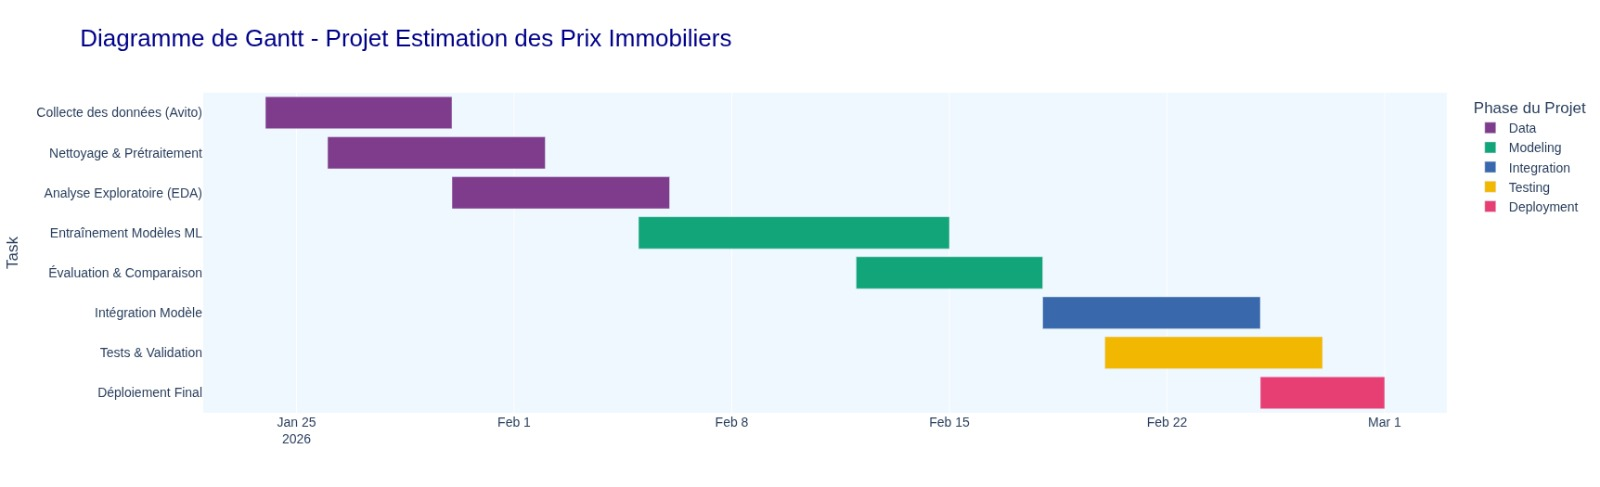 Diagramme de Gantt - Projet Estimation des Prix Immobiliers
Task
Collecte des données (Avito)
Nettoyage & Prétraitement
Analyse Exploratoire (EDA)
Entraînement Modèles ML
Évaluation & Comparaison
Intégration Modèle
Tests & Validation
Déploiement Final
Jan 25
2026
Feb 1
Feb 8
Feb 15
Feb 22
Mar 1
Phase du Projet
Data
Modeling
Integration
Testing
Deployment